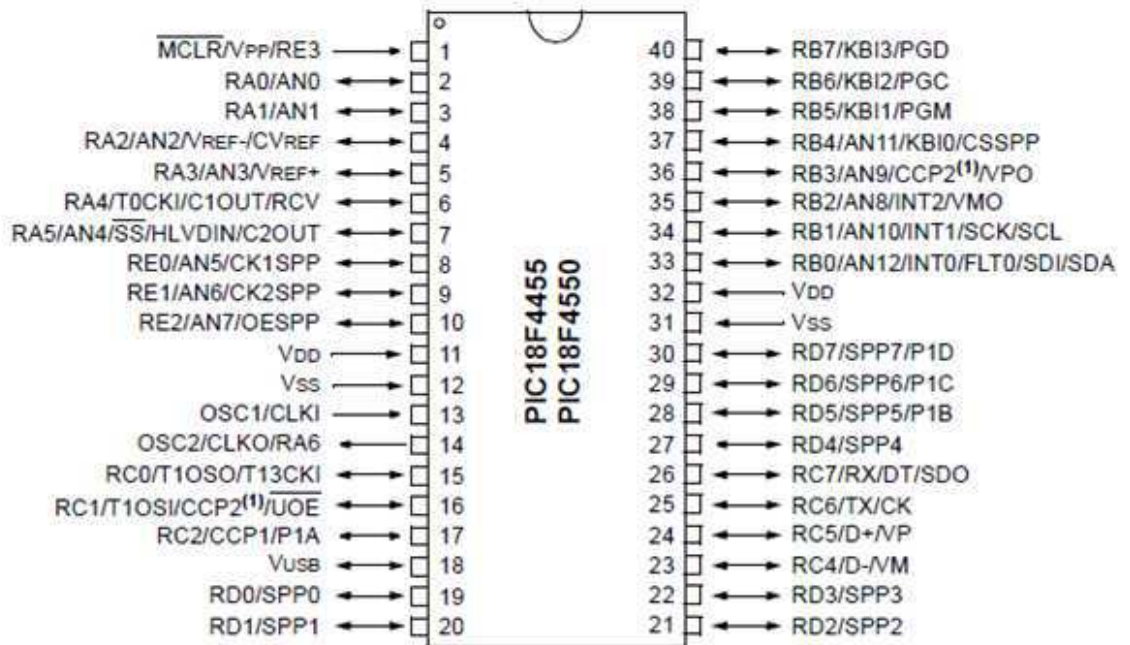 MCLR/VPP/RE3 1 40 RB7/KBI3/PGD
RA0/AN0 2 39 RB6/KBI2/PGC
RA1/AN1 3 38 RB5/KBI1/PGM
RA2/AN2/VREF-/CVREF 4 37 RB4/AN11/KBI0/CSSPP
RA3/AN3/VREF+ 5 36 RB3/AN9/CCP2(1)/VPO
RA4/T0CKI/C1OUT/RCV 6 35 RB2/AN8/INT2/VMO
RA5/AN4/SS/HLVDIN/C2OUT 7 34 RB1/AN10/INT1/SCK/SCL
RE0/AN5/CK1SPP 8 33 RB0/AN12/INT0/FLT0/SDI/SDA
RE1/AN6/CK2SPP 9 32 VDD
RE2/AN7/OESPP 10 31 VSS
VDD 11 30 RD7/SPP7/P1D
VSS 12 29 RD6/SPP6/P1C
OSC1/CLKI 13 28 RD5/SPP5/P1B
OSC2/CLKO/RA6 14 27 RD4/SPP4
RC0/T1OSO/T13CKI 15 26 RC7/RX/DT/SDO
RC1/T1OSI/CCP2(1)/UOE 16 25 RC6/TX/CK
RC2/CCP1/P1A 17 24 RC5/D+/VP
VUSB 18 23 RC4/D-/VM
RD0/SPP0 19 22 RD3/SPP3
RD1/SPP1 20 21 RD2/SPP2
PIC18F4455
PIC18F4550